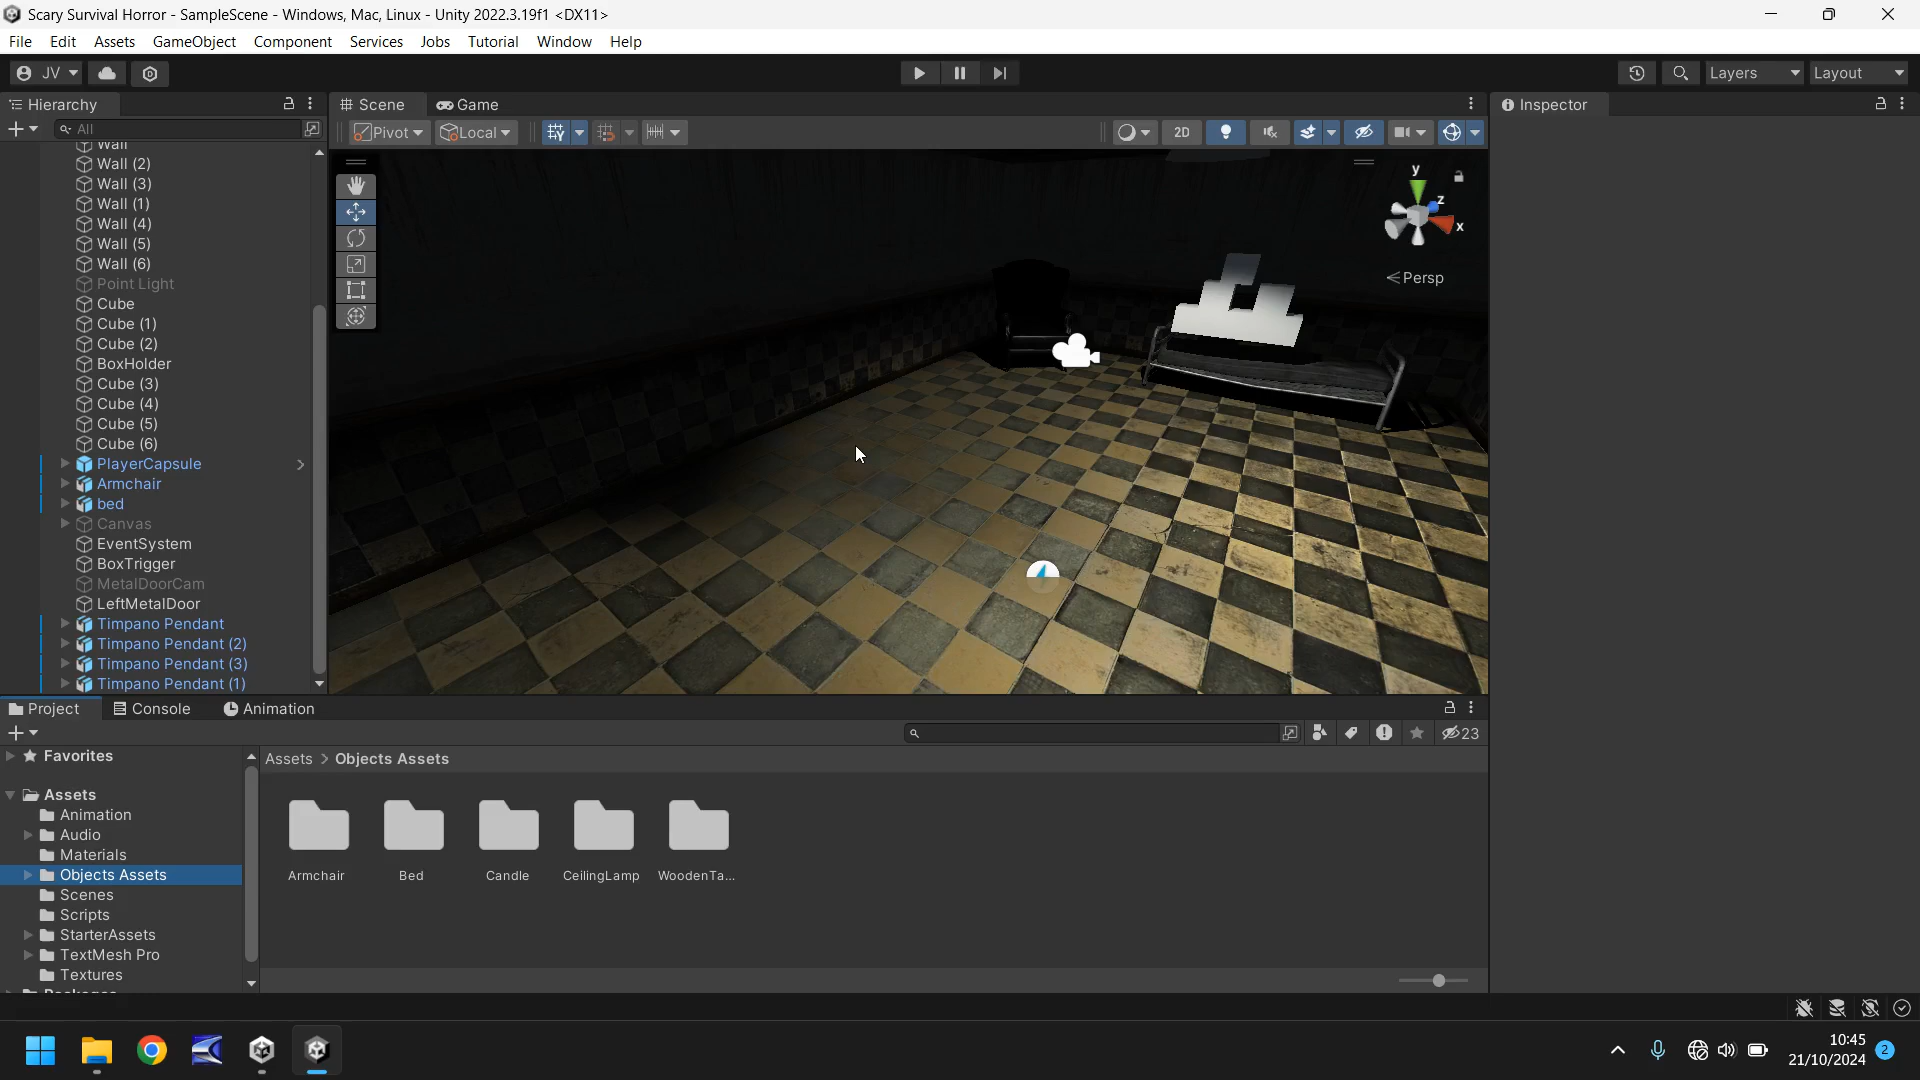 Scary Survival Horror - SampleScene - Windows, Mac, Linux - Unity 2022.3.19f1 <DX11>
File Edit Assets GameObject Component Services Jobs Tutorial Window Help
JV Layers Layout
Hierarchy
All
Wall
Wall (2)
Wall (3)
Wall (1)
Wall (4)
Wall (5)
Wall (6)
Point Light
Cube
Cube (1)
Cube (2)
BoxHolder
Cube (3)
Cube (4)
Cube (5)
Cube (6)
PlayerCapsule
Armchair
bed
Canvas
EventSystem
BoxTrigger
MetalDoorCam
LeftMetalDoor
Timpano Pendant
Timpano Pendant (2)
Timpano Pendant (3)
Timpano Pendant (1)
Scene Game
Pivot Local 2D
y
z
x
Persp
Inspector
Project Console Animation
23
Favorites
Assets
Animation
Audio
Materials
Objects Assets
Scenes
Scripts
StarterAssets
TextMesh Pro
Textures
Assets > Objects Assets
Armchair Bed Candle CeilingLamp WoodenTa...
10:45
21/10/2024 2